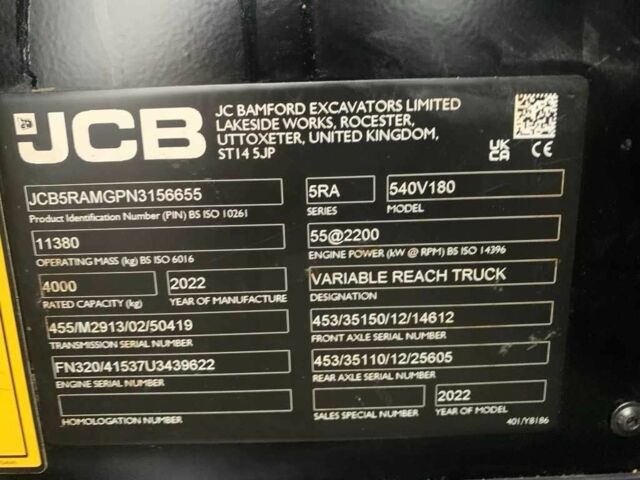 JCB
JC BAMFORD EXCAVATORS LIMITED
LAKESIDE WORKS, ROCESTER,
UTTOXETER, UNITED KINGDOM,
ST14 5JP
UK
CA CE
JCB5RAMGPN3156655
Product Identification Number (PIN) BS ISO 10261
5RA 540V180
SERIES MODEL
11380
OPERATING MASS (kg) BS ISO 6016
55@2200
ENGINE POWER (kW @ RPM) BS ISO 14396
4000 2022
RATED CAPACITY (kg) YEAR OF MANUFACTURE
VARIABLE REACH TRUCK
DESIGNATION
455/M2913/02/50419
TRANSMISSION SERIAL NUMBER
453/35150/12/14612
FRONT AXLE SERIAL NUMBER
FN320/41537U3439622
ENGINE SERIAL NUMBER
453/35110/12/25605
REAR AXLE SERIAL NUMBER
HOMOLOGATION NUMBER
2022
SALES SPECIAL NUMBER YEAR OF MODEL
401/Y8186